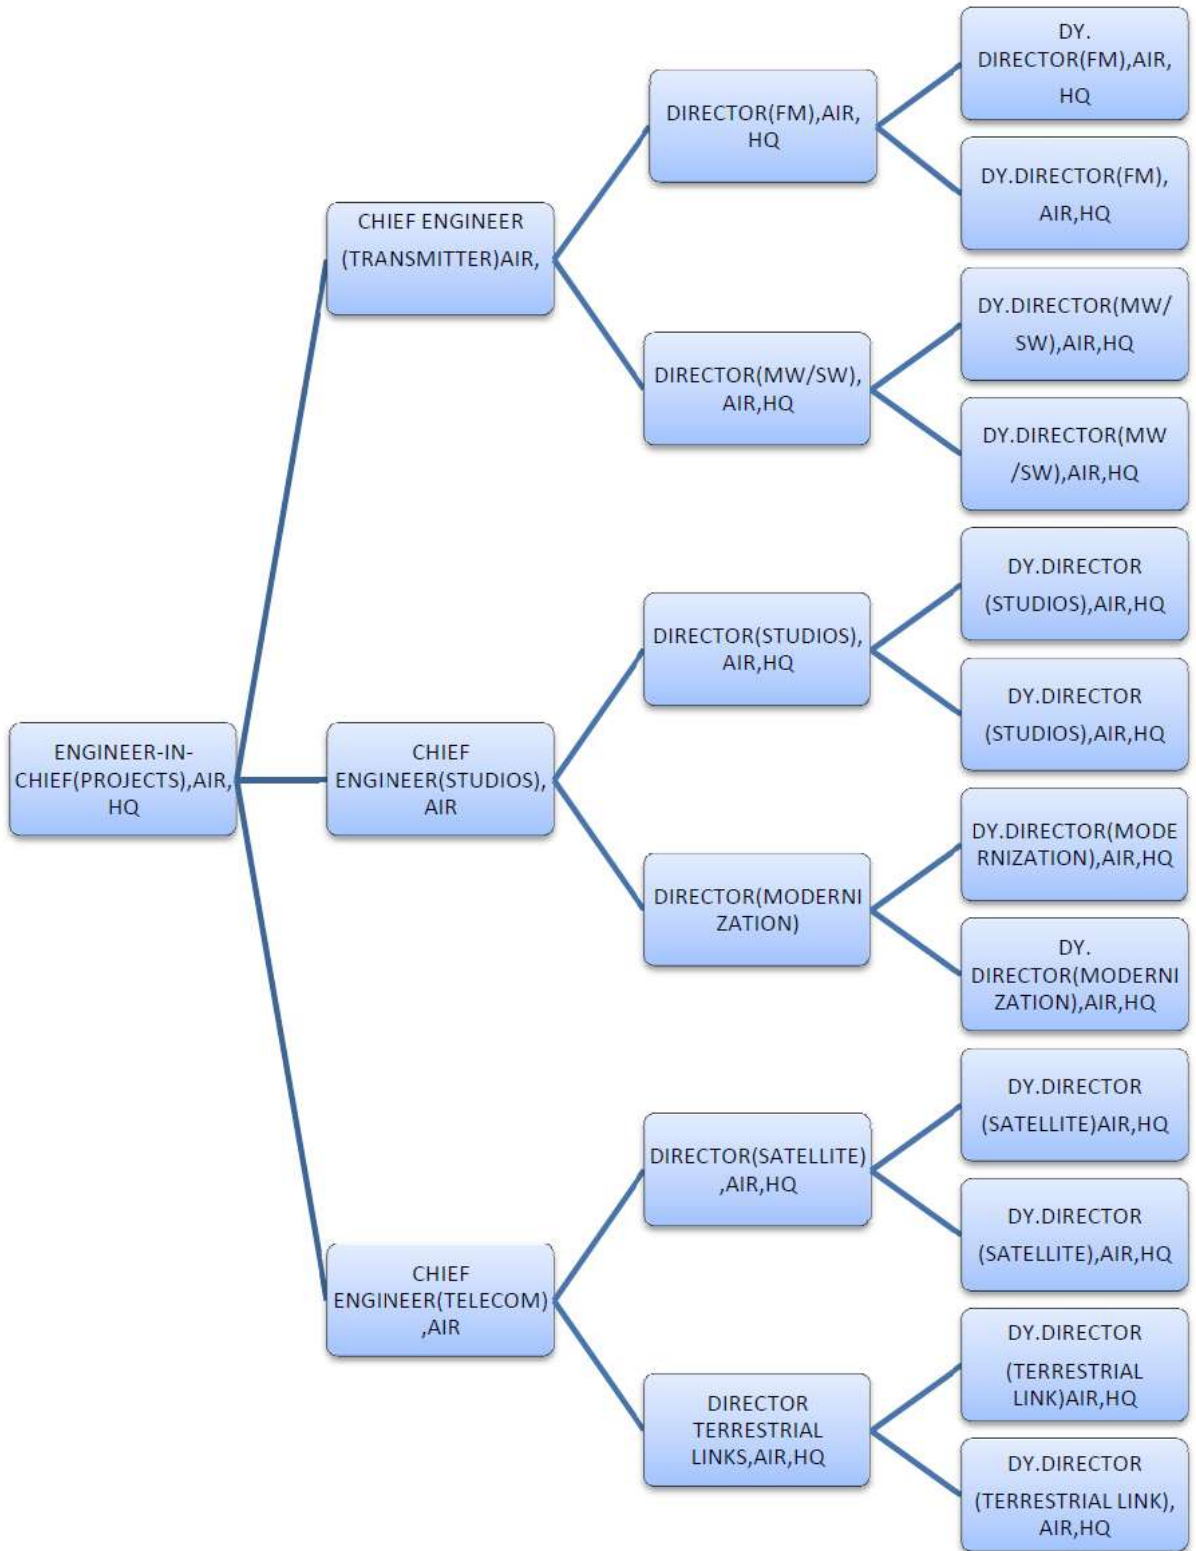 ENGINEER-IN-
CHIEF(PROJECTS),AIR,
HQ
CHIEF ENGINEER
(TRANSMITTER)AIR,
DIRECTOR(FM),AIR,
HQ
DY.
DIRECTOR(FM),AIR,
HQ
DY.DIRECTOR(FM),
AIR,HQ
DIRECTOR(MW/SW),
AIR,HQ
DY.DIRECTOR(MW/
SW),AIR,HQ
DY.DIRECTOR(MW
/SW),AIR,HQ
CHIEF
ENGINEER(STUDIOS),
AIR
DIRECTOR(STUDIOS),
AIR,HQ
DY.DIRECTOR
(STUDIOS),AIR,HQ
DY.DIRECTOR
(STUDIOS),AIR,HQ
DIRECTOR(MODERNI
ZATION)
DY.DIRECTOR(MODE
RNIZATION),AIR,HQ
DY.
DIRECTOR(MODERNI
ZATION),AIR,HQ
CHIEF
ENGINEER(TELECOM)
,AIR
DIRECTOR(SATELLITE)
,AIR,HQ
DY.DIRECTOR
(SATELLITE)AIR,HQ
DY.DIRECTOR
(SATELLITE),AIR,HQ
DIRECTOR
TERRESTRIAL
LINKS,AIR,HQ
DY.DIRECTOR
(TERRESTRIAL
LINK)AIR,HQ
DY.DIRECTOR
(TERRESTRIAL LINK),
AIR,HQ